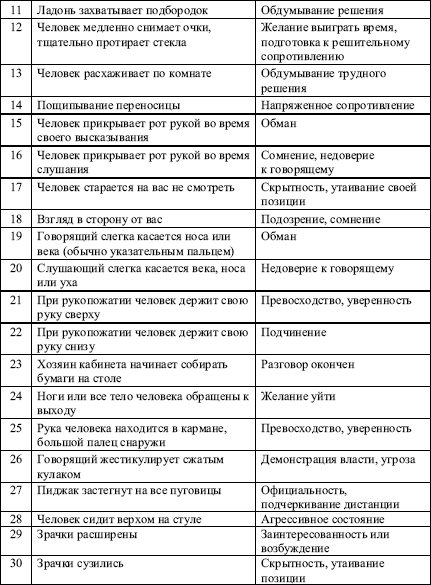 11 Ладонь захватывает подбородок Обдумывание решения
12 Человек медленно снимает очки, Желание выиграть время,
тщательно протирает стекла подготовка к решительному
сопротивлению
13 Человек расхаживает по комнате Обдумывание трудного
решения
14 Пощипывание переносицы Напряженное сопротивление
15 Человек прикрывает рот рукой во время Обман
своего высказывания
16 Человек прикрывает рот рукой во время Сомнение, недоверие
слушания к говорящему
17 Человек старается на вас не смотреть Скрытность, утаивание своей
позиции
18 Взгляд в сторону от вас Подозрение, сомнение
19 Говорящий слегка касается носа или Обман
века (обычно указательным пальцем)
20 Слушающий слегка касается века, носа Недоверие к говорящему
или уха
21 При рукопожатии человек держит свою Превосходство, уверенность
руку сверху
22 При рукопожатии человек держит свою Подчинение
руку снизу
23 Хозяин кабинета начинает собирать Разговор окончен
бумаги на столе
24 Ноги или все тело человека обращены к Желание уйти
выходу
25 Рука человека находится в кармане, Превосходство, уверенность
большой палец снаружи
26 Говорящий жестикулирует сжатым Демонстрация власти, угроза
кулаком
27 Пиджак застегнут на все пуговицы Официальность,
подчеркивание дистанции
28 Человек сидит верхом на стуле Агрессивное состояние
29 Зрачки расширены Заинтересованность или
возбуждение
30 Зрачки сузились Скрытность, утаивание
позиции